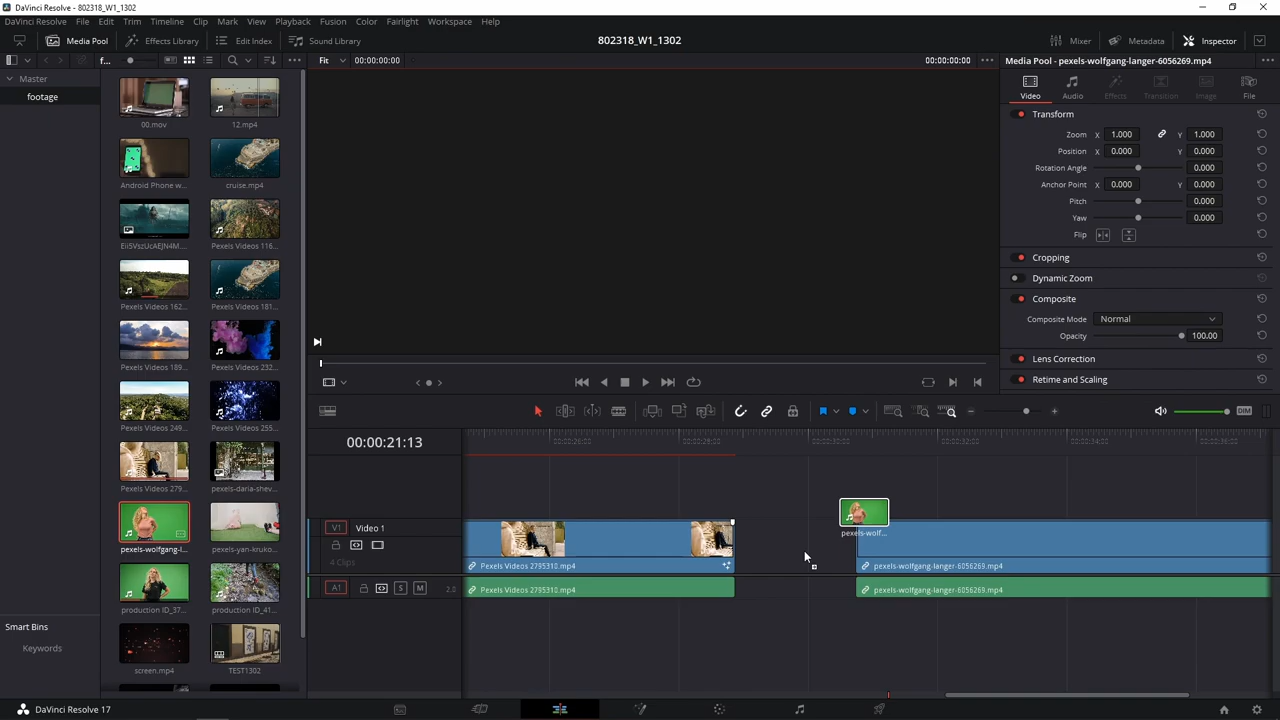 DaVinci Resolve - 802318_W1_1302
DaVinci Resolve File Edit Trim Timeline Clip Mark View Playback Fusion Color Fairlight Workspace Help
Media Pool Effects Library Edit Index Sound Library 802318_W1_1302 Mixer Metadata Inspector
f... Fit 00:00:00:00 00:00:00:00 Media Pool - pexels-wolfgang-langer-6056269.mp4
Master
footage
00.mov 12.mp4
Android Phone w... cruise.mp4
Eii5VszUcAEJN4M... Pexels Videos 116...
Pexels Videos 162... Pexels Videos 181...
Pexels Videos 189... Pexels Videos 232...
Pexels Videos 249... Pexels Videos 255...
Pexels Videos 279... pexels-daria-shev...
pexels-wolfgang-l... pexels-yan-kruko...
production ID_37... production ID_41...
screen.mp4 TEST1302
Smart Bins
Keywords
Video Audio Effects Transition Image File
Transform
Zoom X 1.000 Y 1.000
Position X 0.000 Y 0.000
Rotation Angle 0.000
Anchor Point X 0.000 Y 0.000
Pitch 0.000
Yaw 0.000
Flip
Cropping
Dynamic Zoom
Composite
Composite Mode Normal
Opacity 100.00
Lens Correction
Retime and Scaling
DIM
00:00:21:13
V1 Video 1
4 Clips
Pexels Videos 2795310.mp4
pexels-wolf...
pexels-wolfgang-langer-6056269.mp4
A1 S M 2.0
Pexels Videos 2795310.mp4
pexels-wolfgang-langer-6056269.mp4
DaVinci Resolve 17